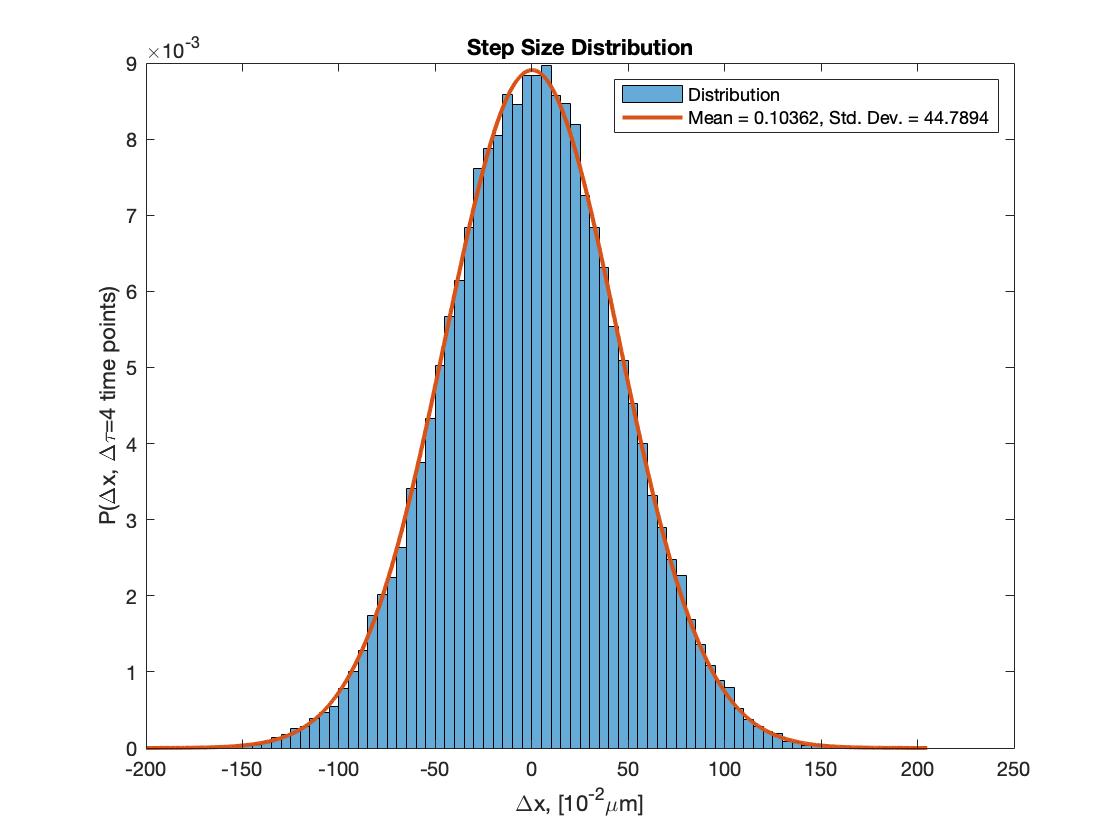 Step Size Distribution
×10⁻³
Distribution
Mean = 0.10362, Std. Dev. = 44.7894
P(Δx, Δτ=4 time points)
9
8
7
6
5
4
3
2
1
0
-200 -150 -100 -50 0 50 100 150 200 250
Δx, [10⁻²μm]